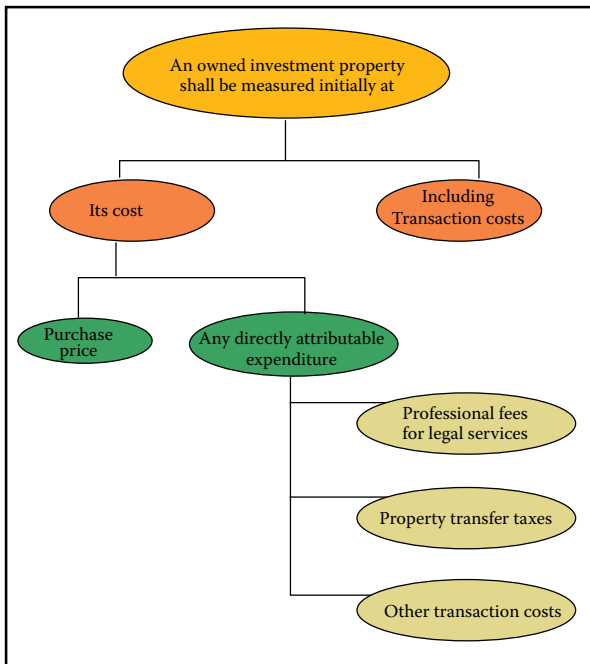 An owned investment property
shall be measured initially at
Its cost
Including
Transaction costs
Purchase
price
Any directly attributable
expenditure
Professional fees
for legal services
Property transfer taxes
Other transaction costs